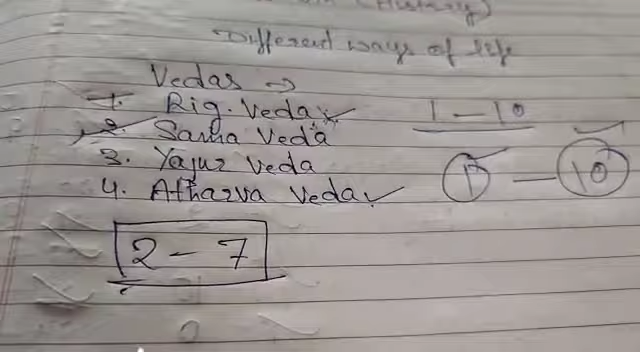 (History)
Different ways of life
Vedas →
1. Rig. Veda
2. Sama Veda
3. Yajur Veda
4. Atharva Veda
1 - 10
1 - 10
2 - 7